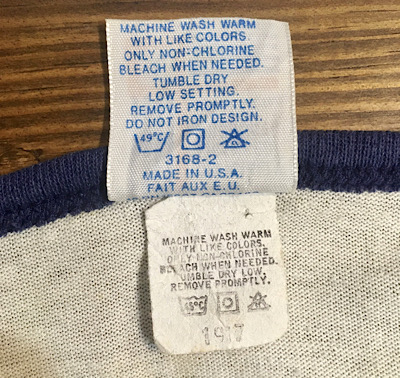 MACHINE WASH WARM
WITH LIKE COLORS.
ONLY NON-CHLORINE
BLEACH WHEN NEEDED.
TUMBLE DRY
LOW SETTING.
REMOVE PROMPTLY.
DO NOT IRON DESIGN.
49°C
3168-2
MADE IN U.S.A.
FAIT AUX E.U.
MACHINE WASH WARM
WITH LIKE COLORS.
ONLY NON-CHLORINE
BLEACH WHEN NEEDED.
TUMBLE DRY LOW.
REMOVE PROMPTLY.
1917